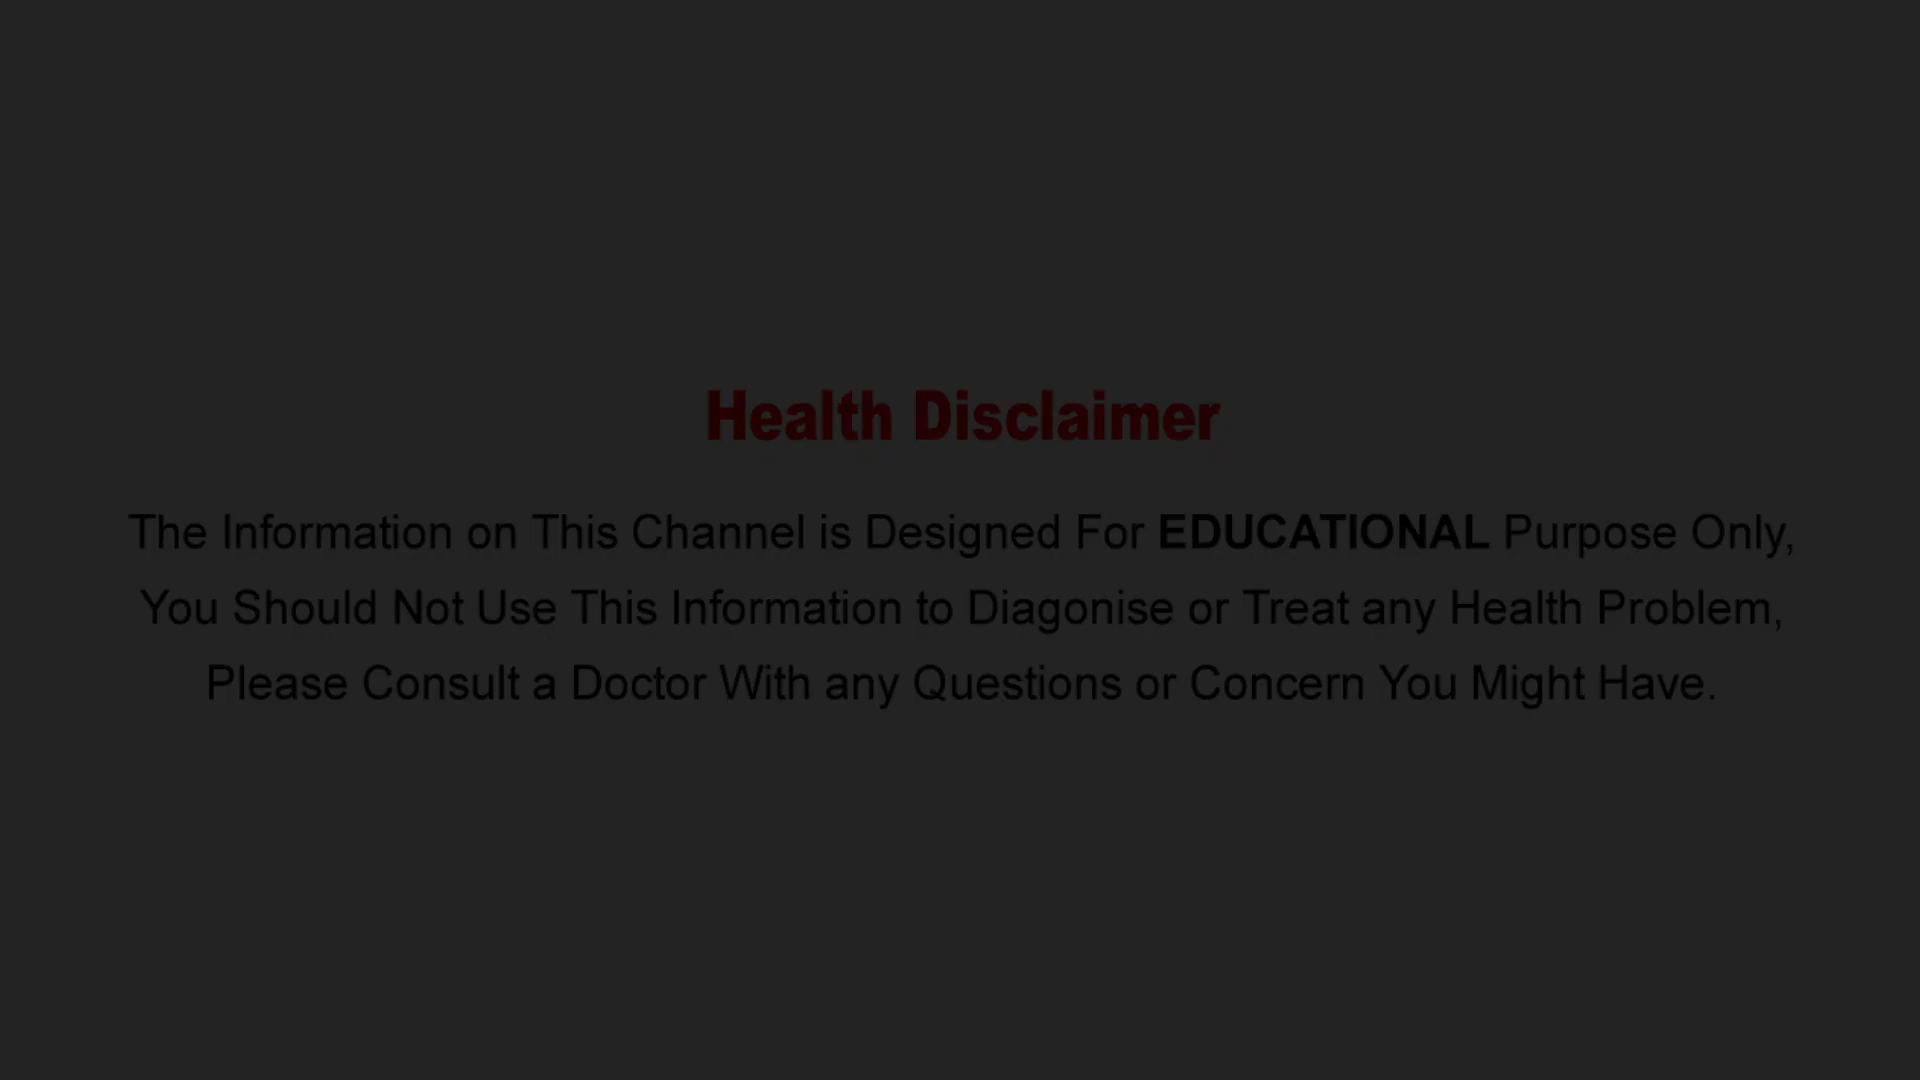 Health Disclaimer
The Information on This Channel is Designed For EDUCATIONAL Purpose Only,
You Should Not Use This Information to Diagonise or Treat any Health Problem,
Please Consult a Doctor With any Questions or Concern You Might Have.